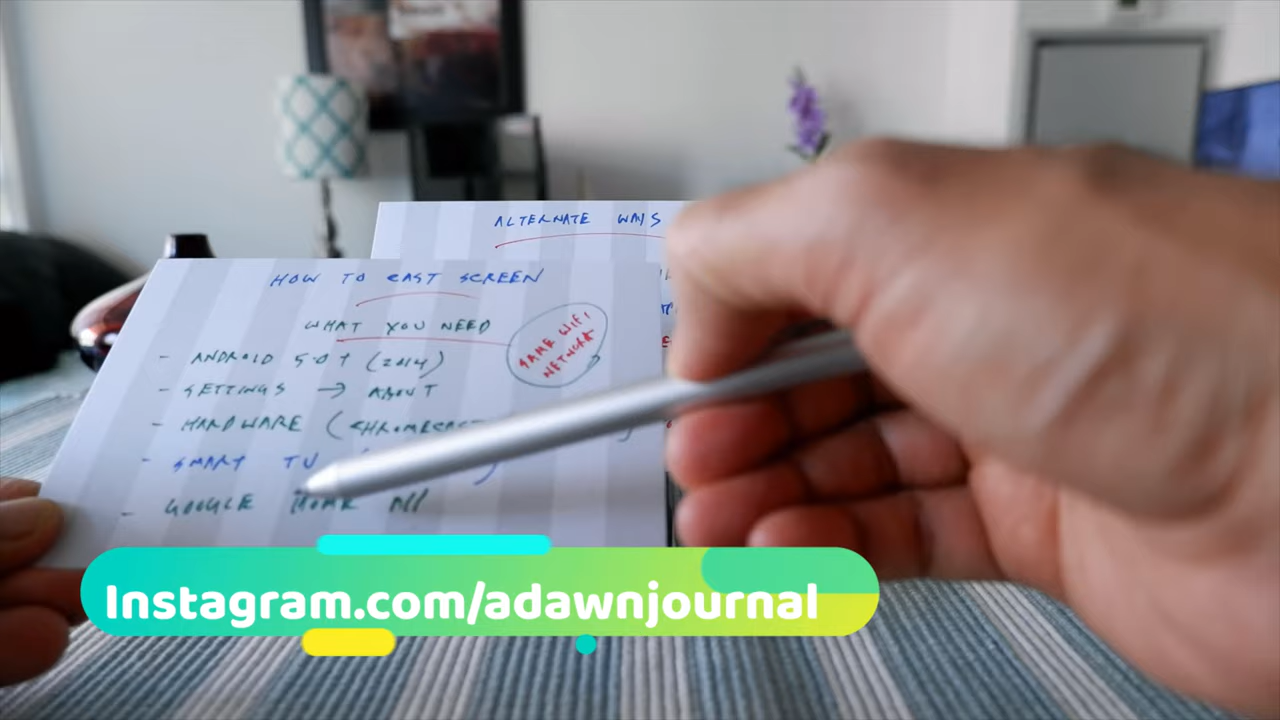 ALTERNATE WAYS
HOW TO CAST SCREEN
WHAT YOU NEED
SAME WIFI
NETWORK
- ANDROID 5.0+ (2014)
- SETTINGS → ABOUT
- HARDWARE (CHROMECAST
- SMART TV
- GOOGLE HOME
Instagram.com/adawnjournal